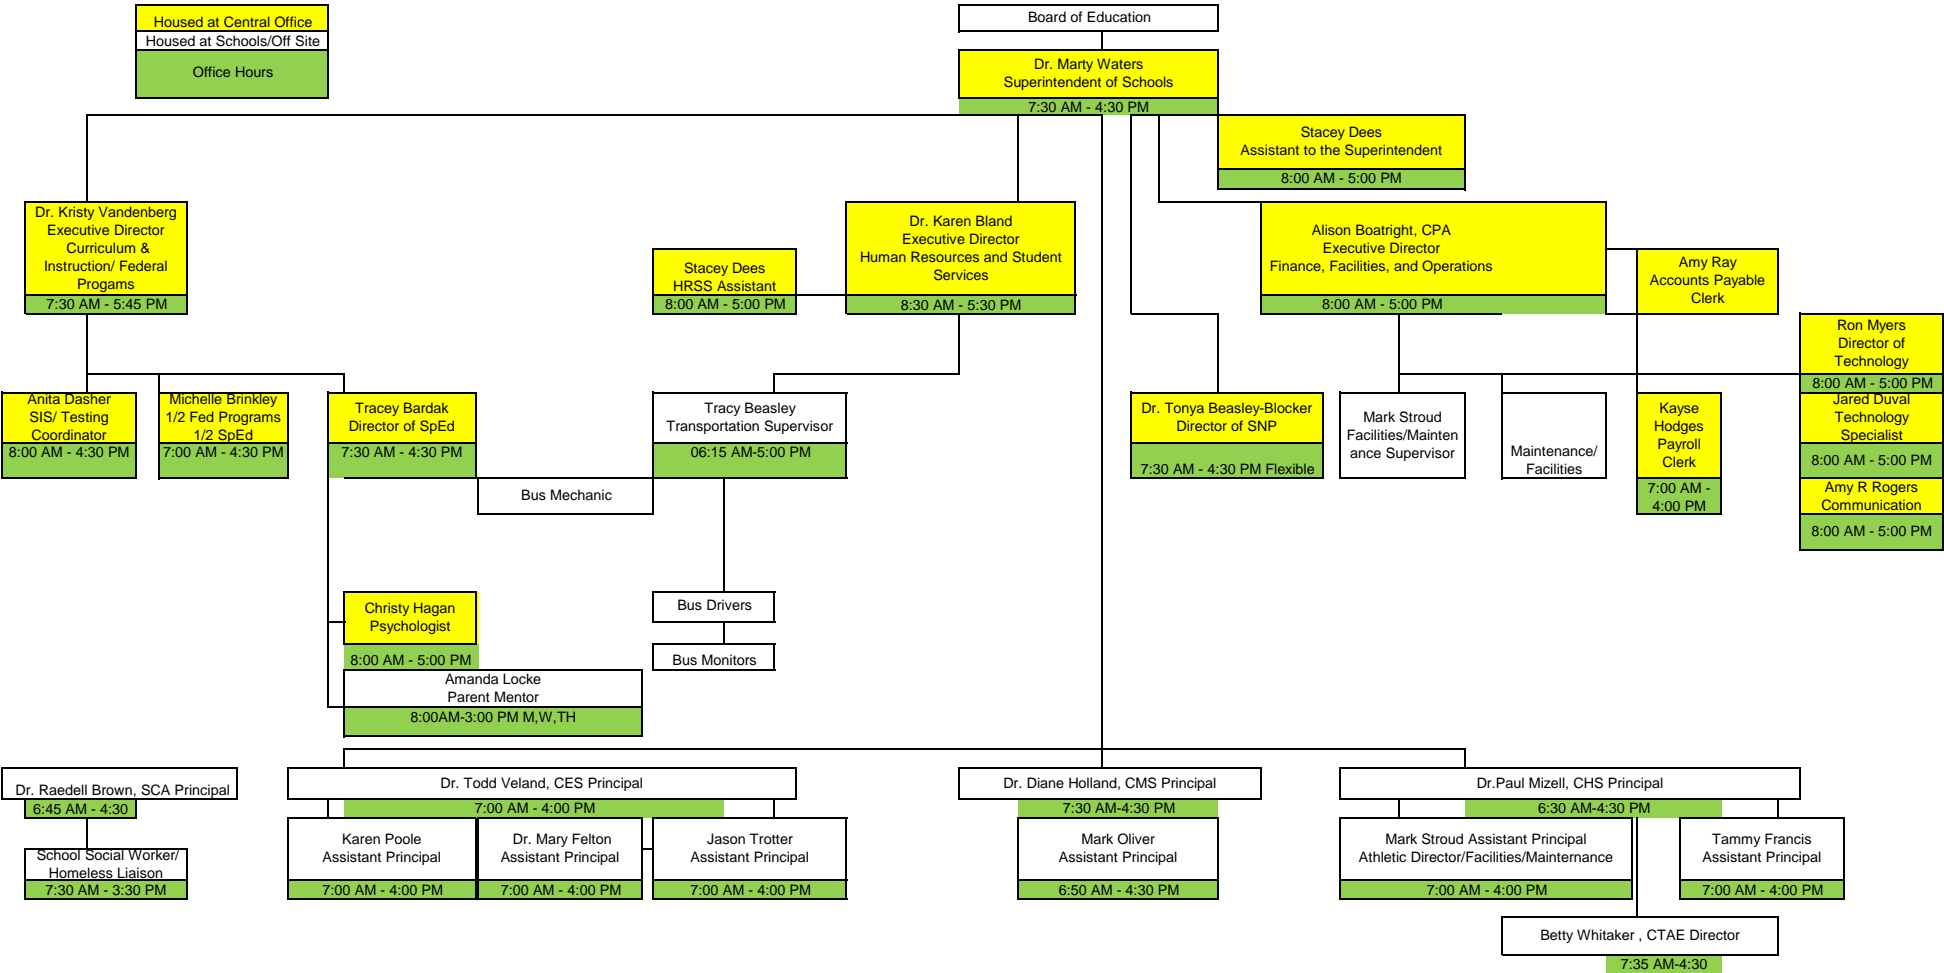 Housed at Central Office
Housed at Schools/Off Site
Office Hours
Board of Education
Dr. Marty Waters
Superintendent of Schools
7:30 AM - 4:30 PM
Stacey Dees
Assistant to the Superintendent
8:00 AM - 5:00 PM
Dr. Kristy Vandenberg
Executive Director
Curriculum &
Instruction/ Federal
Progams
7:30 AM - 5:45 PM
Stacey Dees
HRSS Assistant
8:00 AM - 5:00 PM
Dr. Karen Bland
Executive Director
Human Resources and Student
Services
8:30 AM - 5:30 PM
Alison Boatright, CPA
Executive Director
Finance, Facilities, and Operations
8:00 AM - 5:00 PM
Amy Ray
Accounts Payable
Clerk
Ron Myers
Director of
Technology
8:00 AM - 5:00 PM
Anita Dasher
SIS/ Testing
Coordinator
8:00 AM - 4:30 PM
Michelle Brinkley
1/2 Fed Programs
1/2 SpEd
7:00 AM - 4:30 PM
Tracey Bardak
Director of SpEd
7:30 AM - 4:30 PM
Bus Mechanic
Tracy Beasley
Transportation Supervisor
06:15 AM-5:00 PM
Dr. Tonya Beasley-Blocker
Director of SNP
7:30 AM - 4:30 PM Flexible
Mark Stroud
Facilities/Mainten
ance Supervisor
Maintenance/
Facilities
Kayse
Hodges
Payroll
Clerk
7:00 AM -
4:00 PM
Jared Duval
Technology
Specialist
8:00 AM - 5:00 PM
Amy R Rogers
Communication
8:00 AM - 5:00 PM
Christy Hagan
Psychologist
8:00 AM - 5:00 PM
Bus Drivers
Bus Monitors
Amanda Locke
Parent Mentor
8:00AM-3:00 PM M,W,TH
Dr. Raedell Brown, SCA Principal
6:45 AM - 4:30
School Social Worker/
Homeless Liaison
7:30 AM - 3:30 PM
Dr. Todd Veland, CES Principal
7:00 AM - 4:00 PM
Karen Poole
Assistant Principal
7:00 AM - 4:00 PM
Dr. Mary Felton
Assistant Principal
7:00 AM - 4:00 PM
Jason Trotter
Assistant Principal
7:00 AM - 4:00 PM
Dr. Diane Holland, CMS Principal
7:30 AM-4:30 PM
Mark Oliver
Assistant Principal
6:50 AM - 4:30 PM
Dr.Paul Mizell, CHS Principal
6:30 AM-4:30 PM
Mark Stroud Assistant Principal
Athletic Director/Facilities/Mainternance
7:00 AM - 4:00 PM
Tammy Francis
Assistant Principal
7:00 AM - 4:00 PM
Betty Whitaker , CTAE Director
7:35 AM-4:30